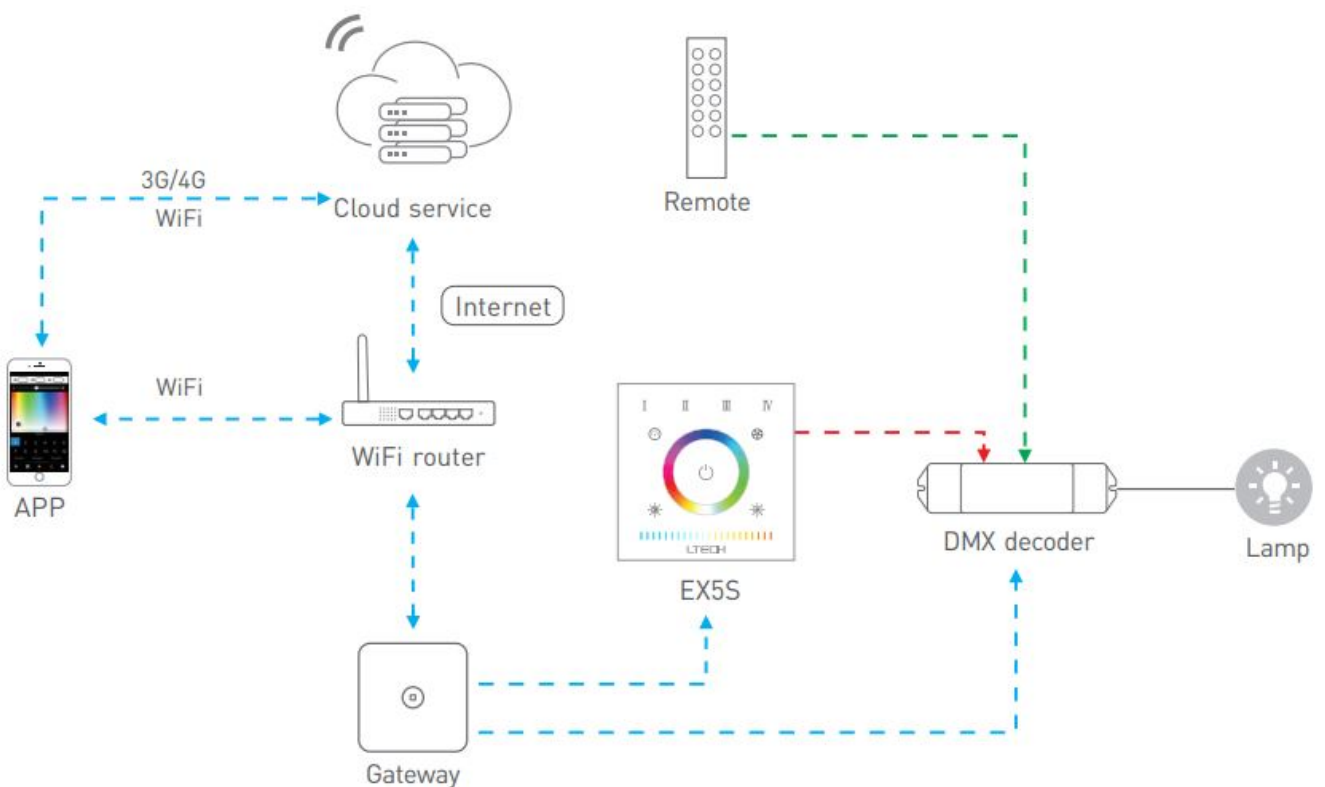 3G/4G
WiFi
Cloud service
Remote
Internet
WiFi
WiFi router
APP
I II III IV
LTECH
EX5S
DMX decoder
Lamp
Gateway